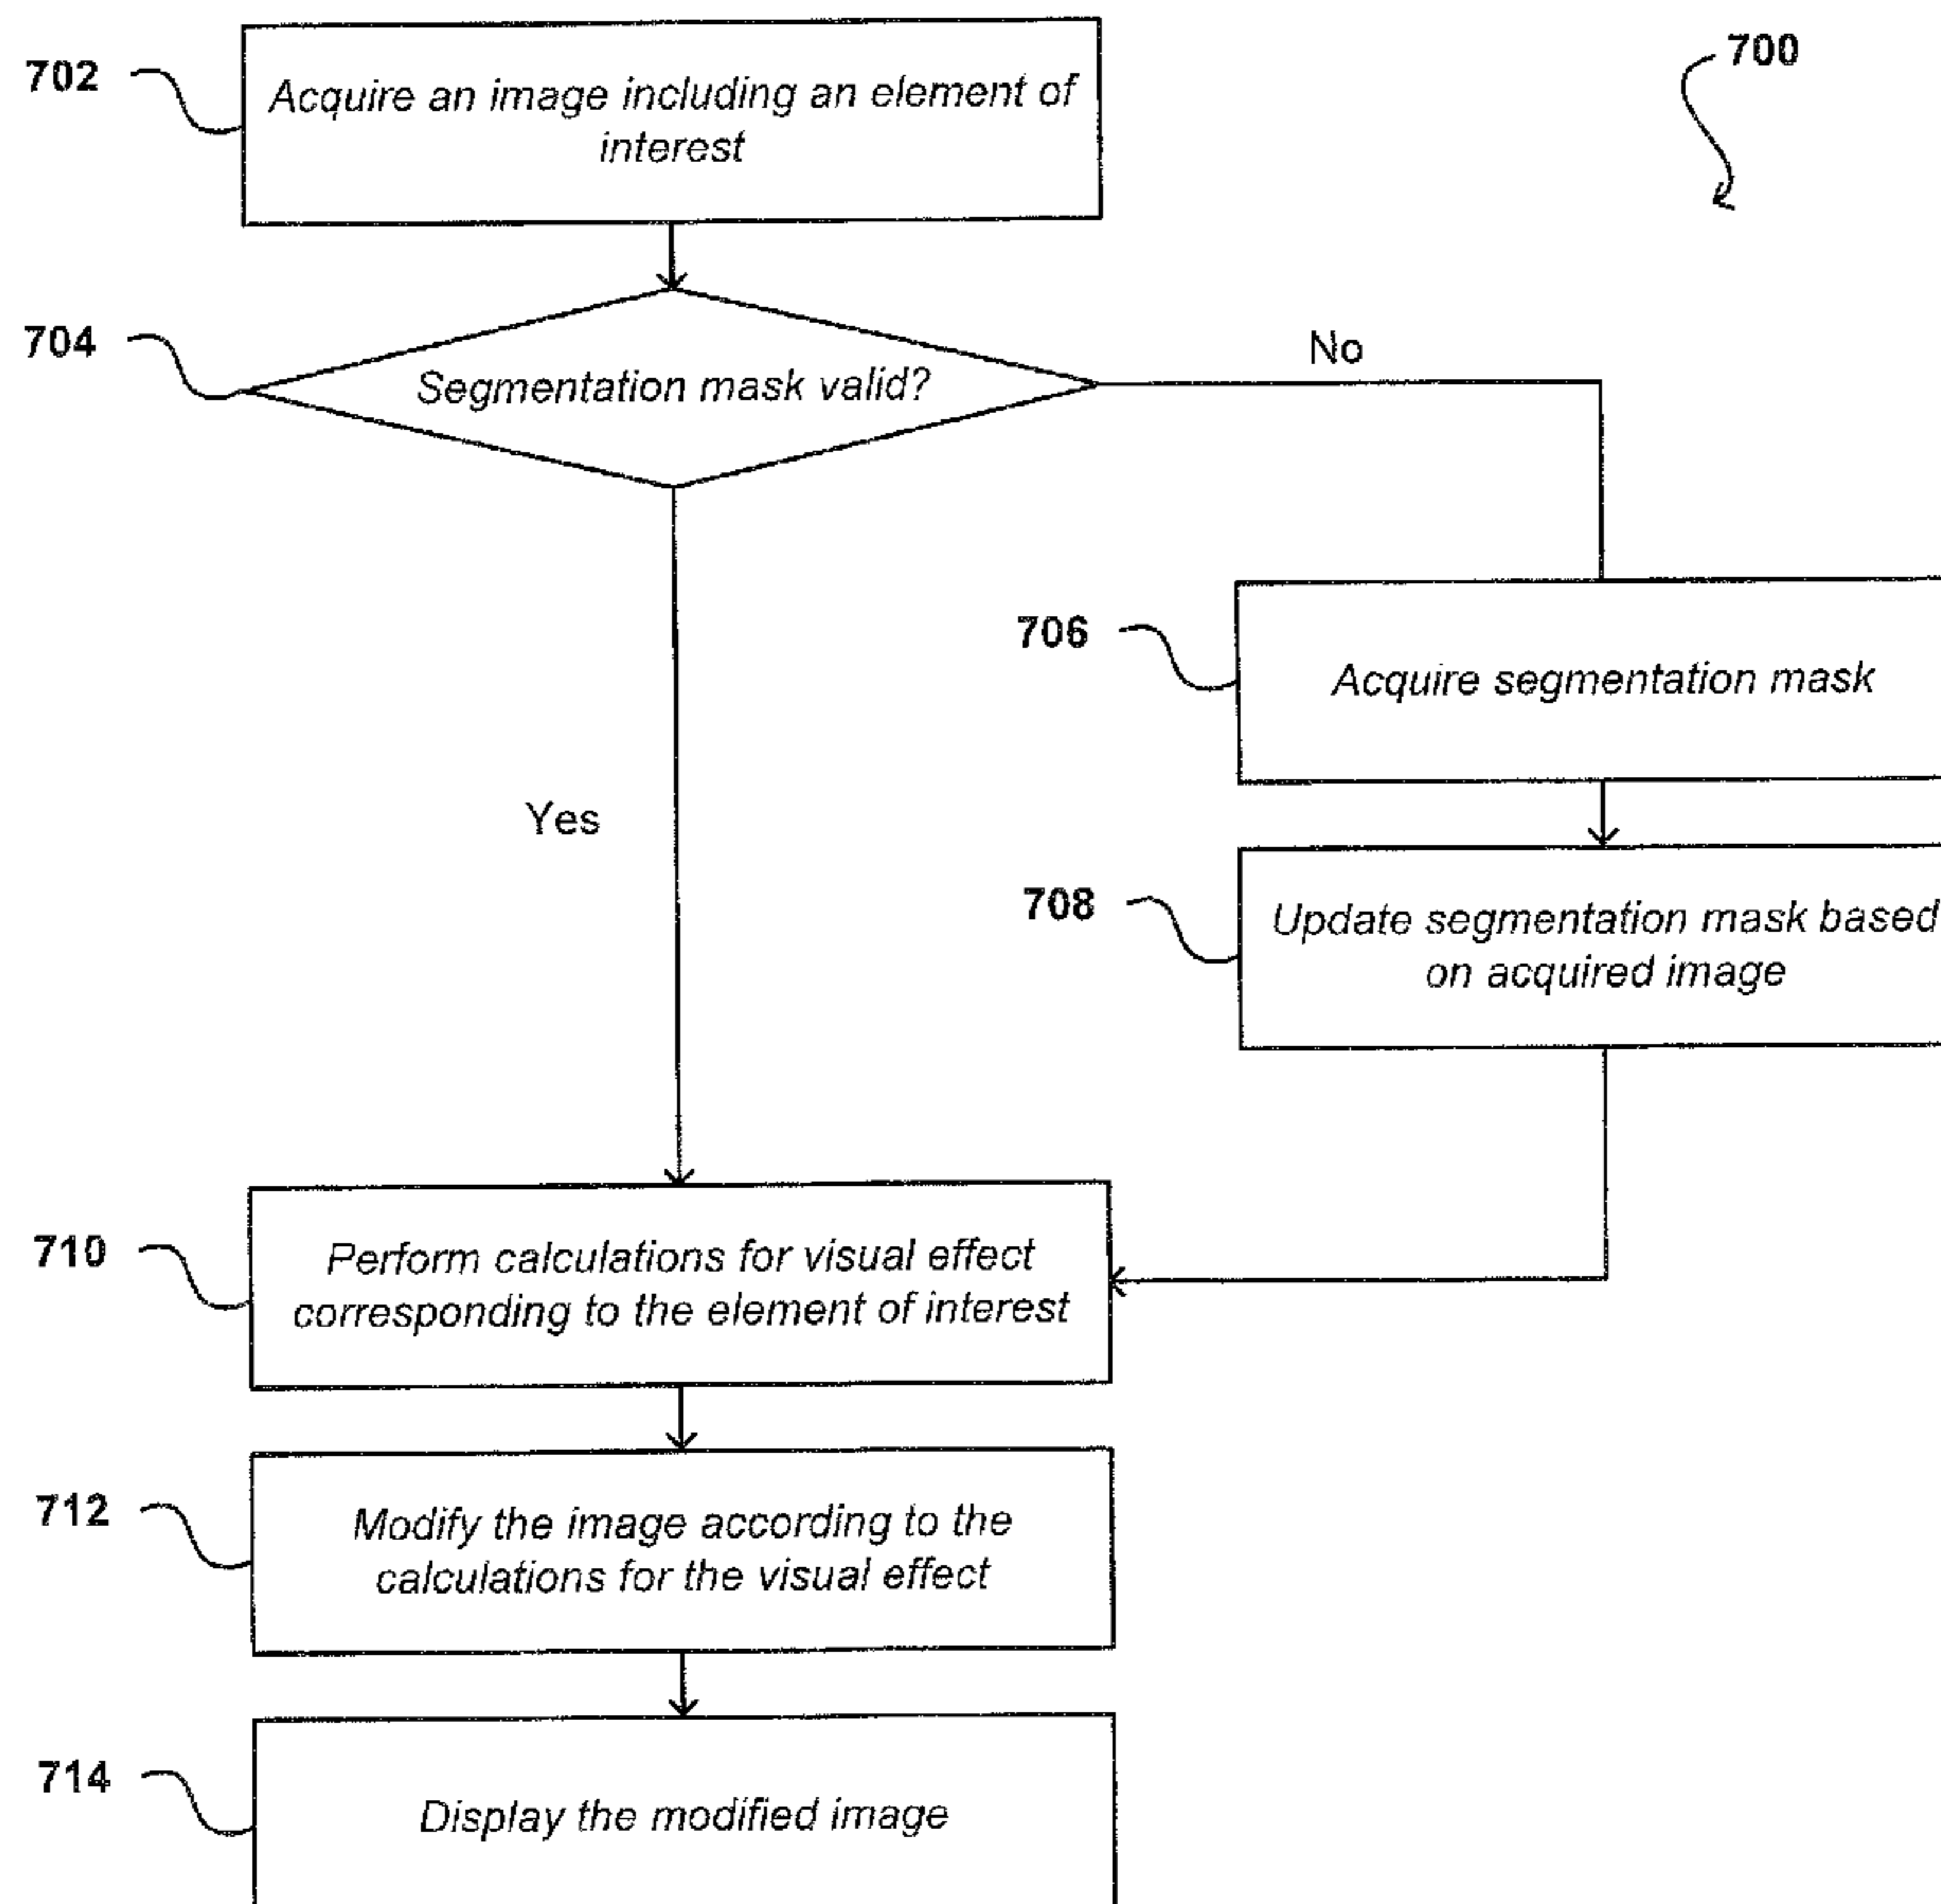 702
Acquire an image including an element of
interest
700
704
Segmentation mask valid?
No
706
Acquire segmentation mask
Yes
708
Update segmentation mask based
on acquired image
710
Perform calculations for visual effect
corresponding to the element of interest
712
Modify the image according to the
calculations for the visual effect
714
Display the modified image